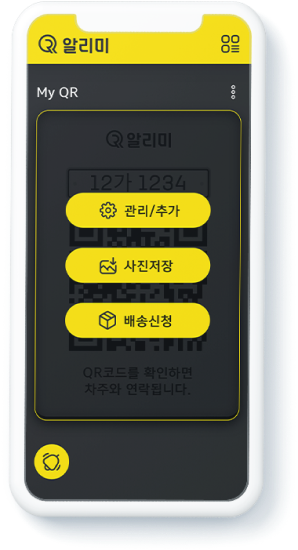 알리미
My QR
알리미
12가 1234
관리/추가
사진저장
배송신청
QR코드를 확인하면
차주와 연락됩니다.